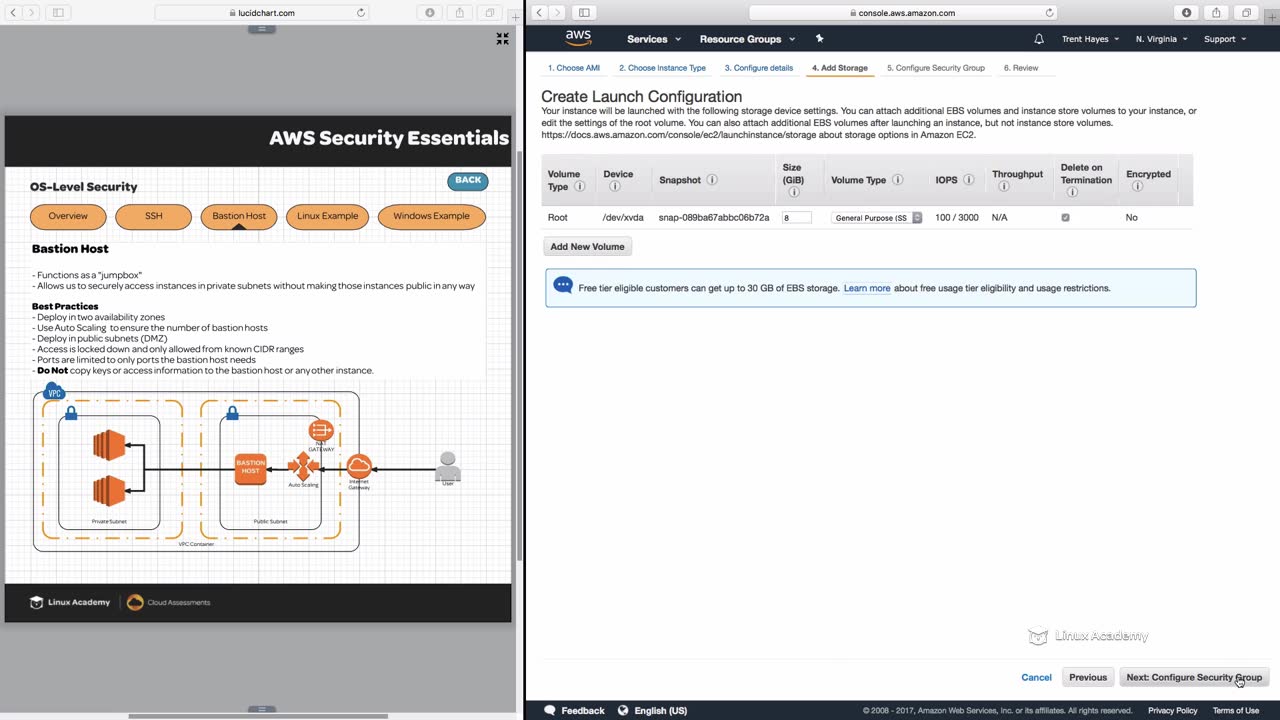 lucidchart.com
AWS Security Essentials
OS-Level Security
BACK
Overview
SSH
Bastion Host
Linux Example
Windows Example
Bastion Host
- Functions as a "jumpbox"
- Allows us to securely access instances in private subnets without making those instances public in any way
Best Practices
- Deploy in two availability zones
- Use Auto Scaling to ensure the number of bastion hosts
- Deploy in public subnets (DMZ)
- Access is locked down and only allowed from known CIDR ranges
- Ports are limited to only ports the bastion host needs
- Do Not copy keys or access information to the bastion host or any other instance.
VPC
NAT
GATEWAY
BASTION
HOST
Auto Scaling
Internet
Gateway
User
Private Subnet
Public Subnet
VPC Container
Linux Academy
Cloud Assessments
console.aws.amazon.com
aws
Services
Resource Groups
Trent Hayes
N. Virginia
Support
1. Choose AMI
2. Choose Instance Type
3. Configure details
4. Add Storage
5. Configure Security Group
6. Review
Create Launch Configuration
Your instance will be launched with the following storage device settings. You can attach additional EBS volumes and instance store volumes to your instance, or
edit the settings of the root volume. You can also attach additional EBS volumes after launching an instance, but not instance store volumes.
https://docs.aws.amazon.com/console/ec2/launchinstance/storage about storage options in Amazon EC2.
Volume
Type
Device
Snapshot
Size
(GiB)
Volume Type
IOPS
Throughput
Delete on
Termination
Encrypted
Root
/dev/xvda
snap-089ba67abbc06b72a
8
General Purpose (SS
100 / 3000
N/A
No
Add New Volume
Free tier eligible customers can get up to 30 GB of EBS storage. Learn more about free usage tier eligibility and usage restrictions.
Linux Academy
Cancel
Previous
Next: Configure Security Group
Feedback
English (US)
© 2008 - 2017, Amazon Web Services, Inc. or its affiliates. All rights reserved.
Privacy Policy
Terms of Use